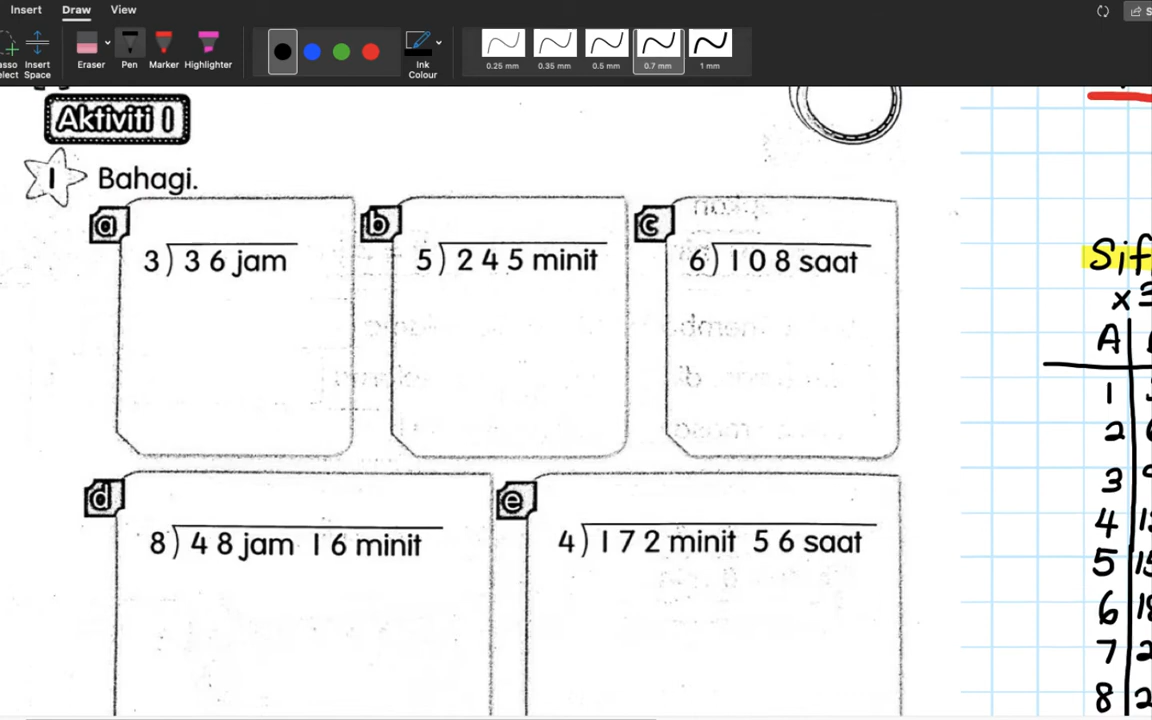 Insert Draw View
Eraser Pen Marker Highlighter
Insert Space
Ink Colour
0.25 mm 0.35 mm 0.5 mm 0.7 mm 1 mm
Aktiviti 1
1 Bahagi.
a b c
3) 3 6 jam 5) 2 4 5 minit 6) 1 0 8 saat
d e
8) 4 8 jam 1 6 minit 4) 1 7 2 minit 5 6 saat
x 3
A
1
2
3
4
5
6
7
8